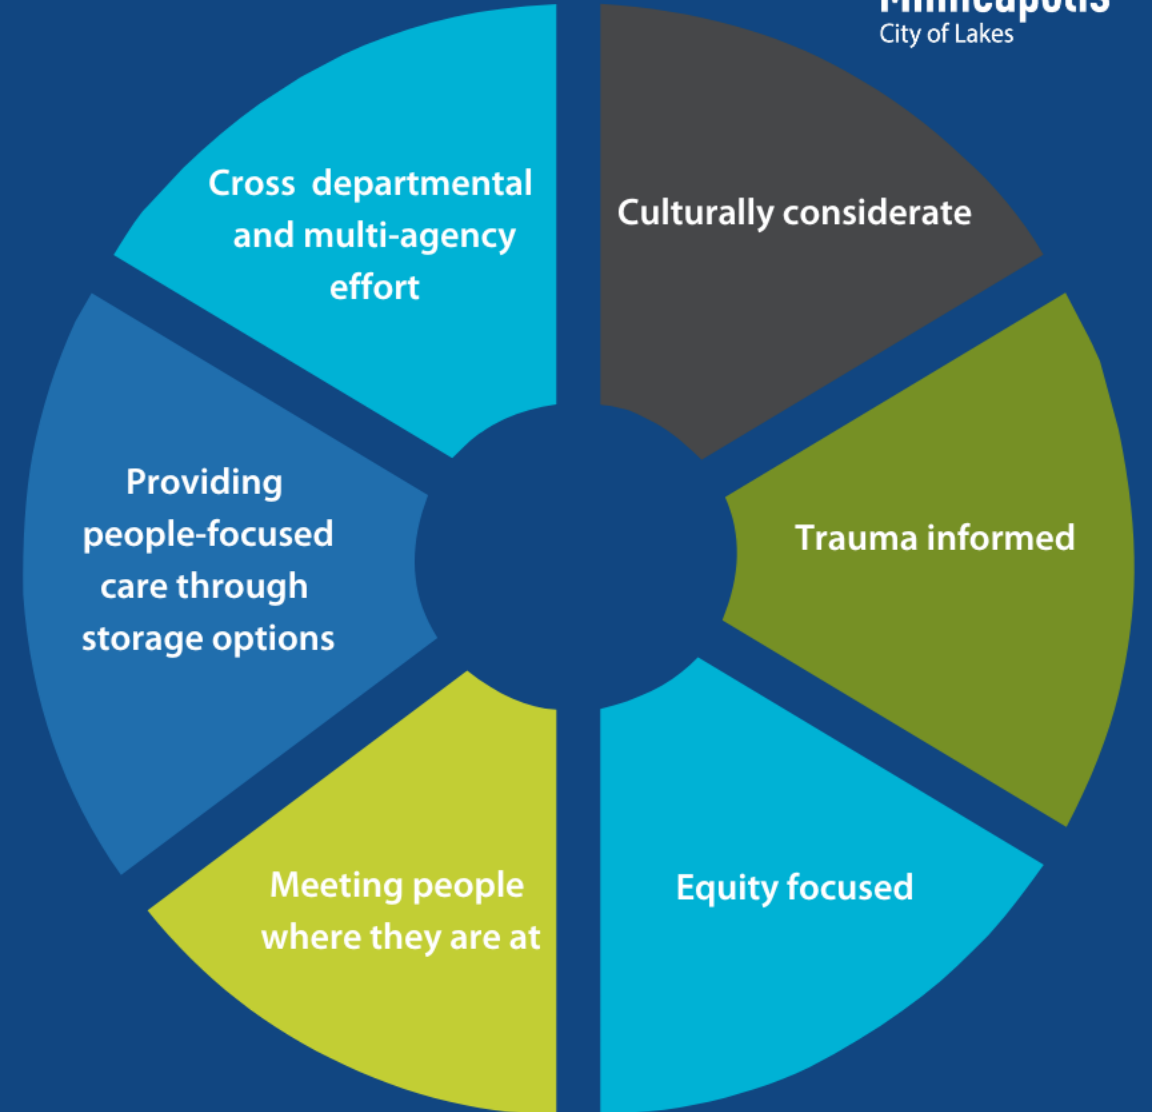 Minneapolis
City of Lakes
Cross departmental
and multi-agency
effort
Culturally considerate
Providing
people-focused
care through
storage options
Trauma informed
Meeting people
where they are at
Equity focused